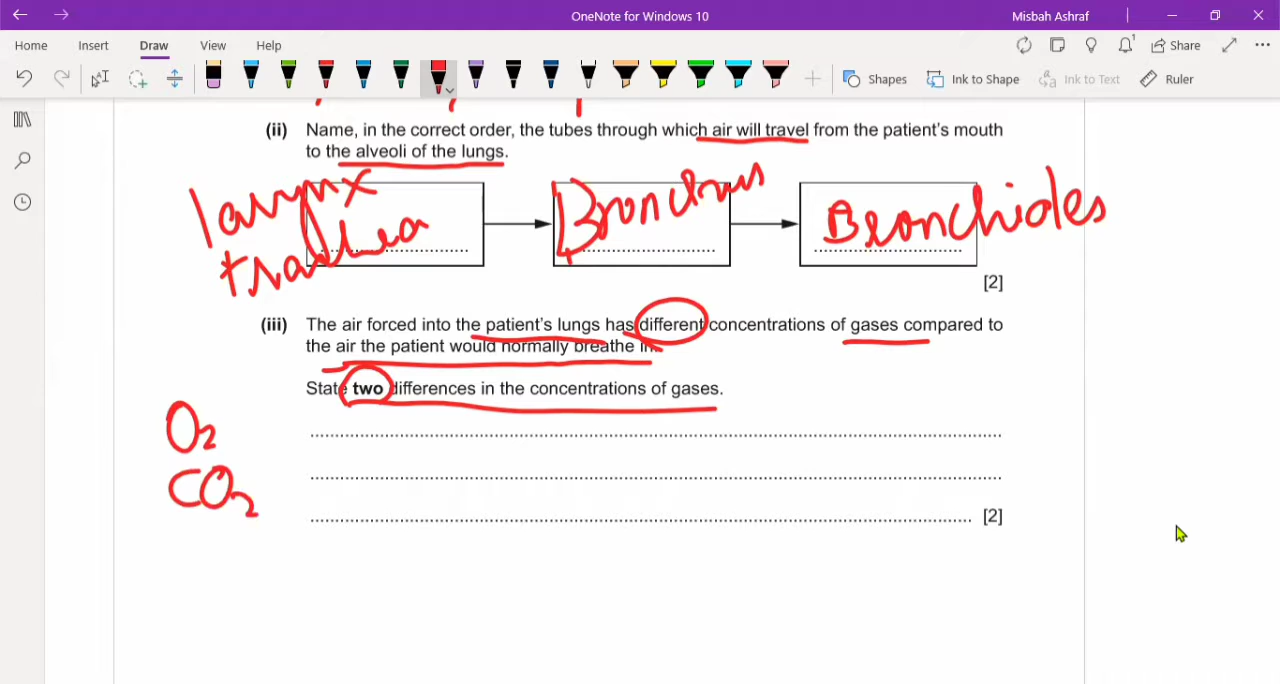 OneNote for Windows 10
Misbah Ashraf
Home Insert Draw View Help
Share
Shapes Ink to Shape Ink to Text Ruler
(ii) Name, in the correct order, the tubes through which air will travel from the patient's mouth
to the alveoli of the lungs.
larynx
trachea
Bronchus
Bronchioles
[2]
(iii) The air forced into the patient's lungs has different concentrations of gases compared to
the air the patient would normally breathe in.
State two differences in the concentrations of gases.
O2
CO2
[2]